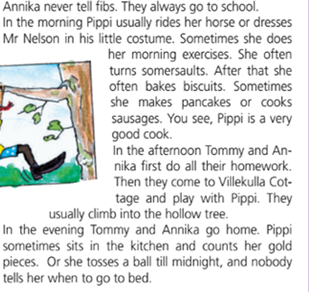 Annika never tell fibs. They always go to school.
In the morning Pippi usually rides her horse or dresses
Mr Nelson in his little costume. Sometimes she does
her morning exercises. She often
turns somersaults. After that she
often bakes biscuits. Sometimes
she makes pancakes or cooks
sausages. You see, Pippi is a very
good cook.
In the afternoon Tommy and An-
nika first do all their homework.
Then they come to Villekulla Cot-
tage and play with Pippi. They
usually climb into the hollow tree.
In the evening Tommy and Annika go home. Pippi
sometimes sits in the kitchen and counts her gold
pieces. Or she tosses a ball till midnight, and nobody
tells her when to go to bed.